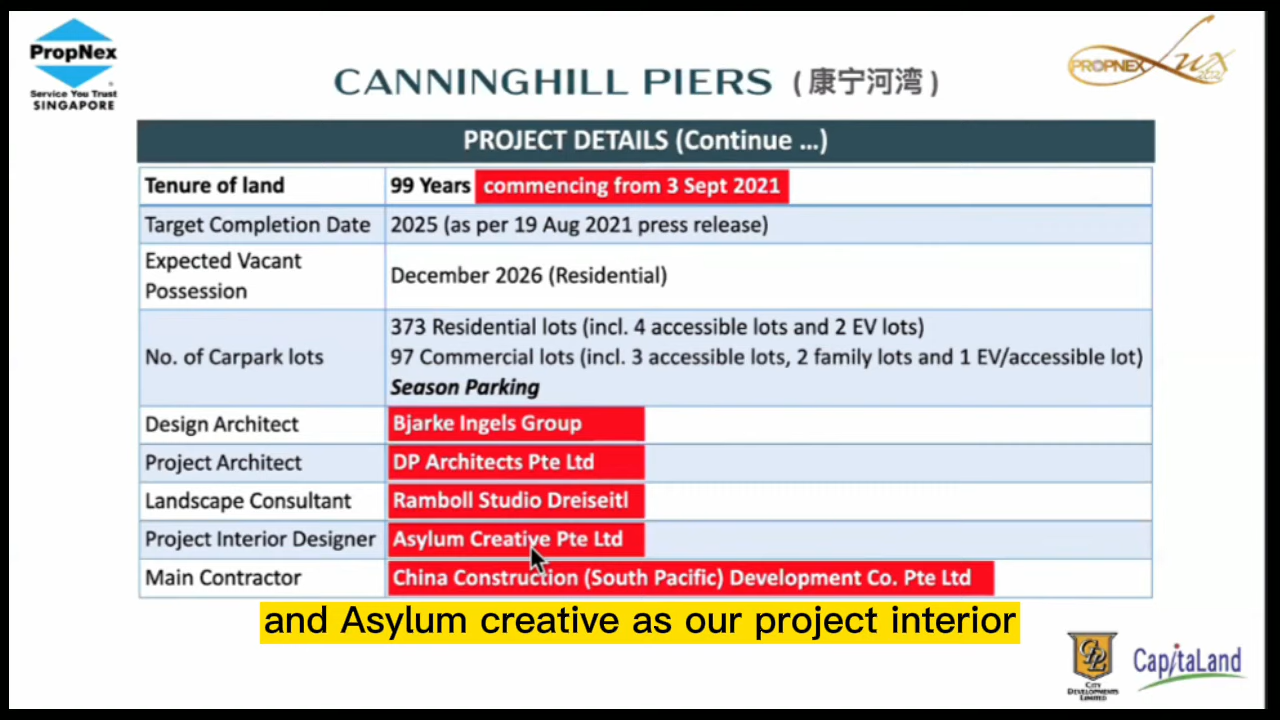 PropNex
Service You Trust
SINGAPORE
CANNINGHILL PIERS (康宁河湾)
PROPNEX Lux
PROJECT DETAILS (Continue ...)
Tenure of land 99 Years commencing from 3 Sept 2021
Target Completion Date 2025 (as per 19 Aug 2021 press release)
Expected Vacant
Possession
December 2026 (Residential)
No. of Carpark lots
373 Residential lots (incl. 4 accessible lots and 2 EV lots)
97 Commercial lots (incl. 3 accessible lots, 2 family lots and 1 EV/accessible lot)
Season Parking
Design Architect Bjarke Ingels Group
Project Architect DP Architects Pte Ltd
Landscape Consultant Ramboll Studio Dreiseitl
Project Interior Designer Asylum Creative Pte Ltd
Main Contractor China Construction (South Pacific) Development Co. Pte Ltd
and Asylum creative as our project interior
CDL
CITY
DEVELOPMENTS
LIMITED
CapitaLand